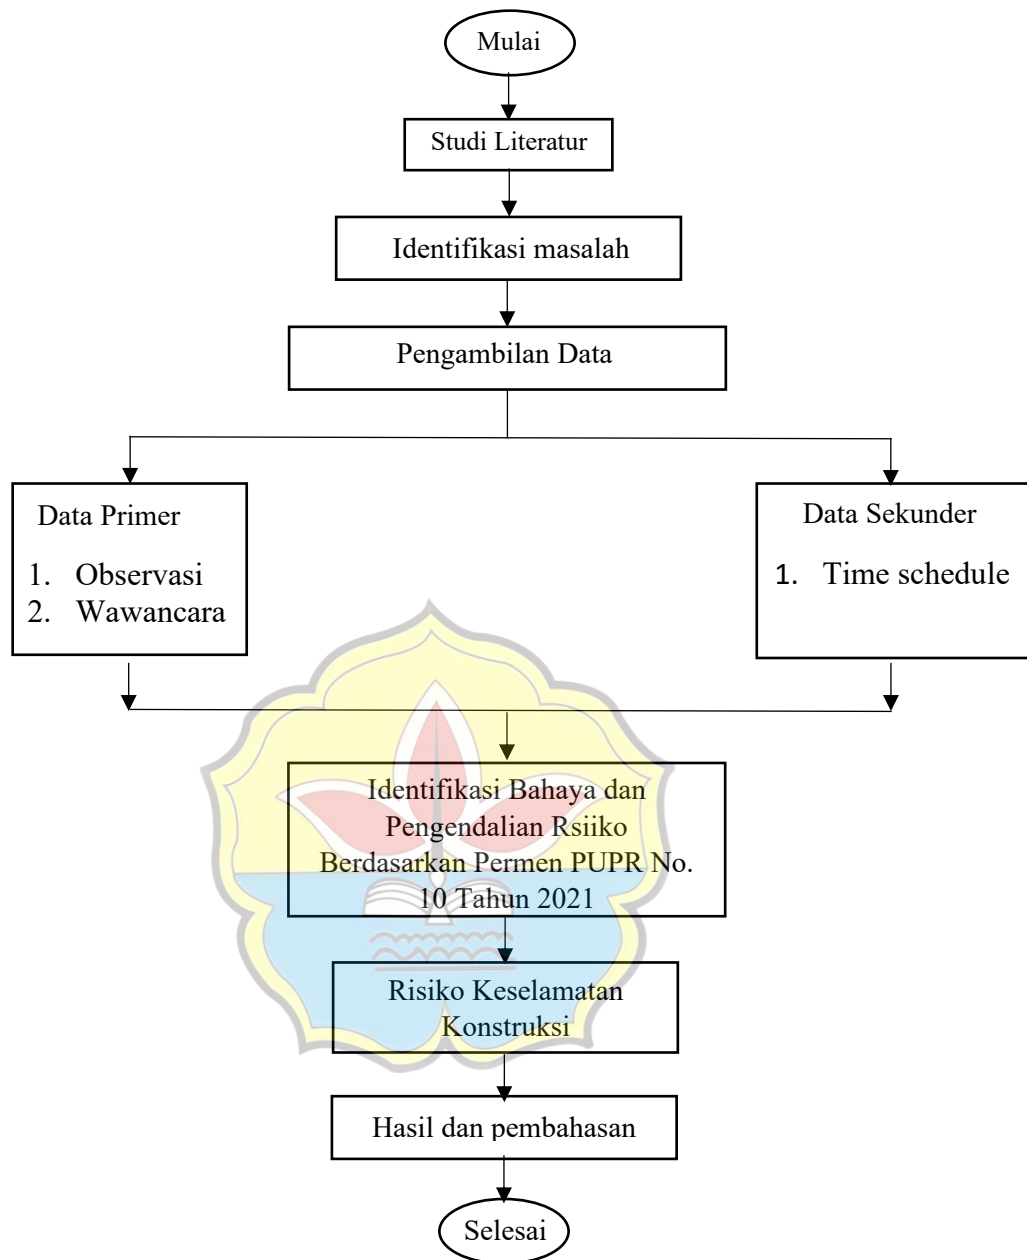 Mulai
Studi Literatur
Identifikasi masalah
Pengambilan Data
Data Primer
1. Observasi
2. Wawancara
Data Sekunder
1. Time schedule
Identifikasi Bahaya dan
Pengendalian Rsiiko
Berdasarkan Permen PUPR No.
10 Tahun 2021
Risiko Keselamatan
Konstruksi
Hasil dan pembahasan
Selesai